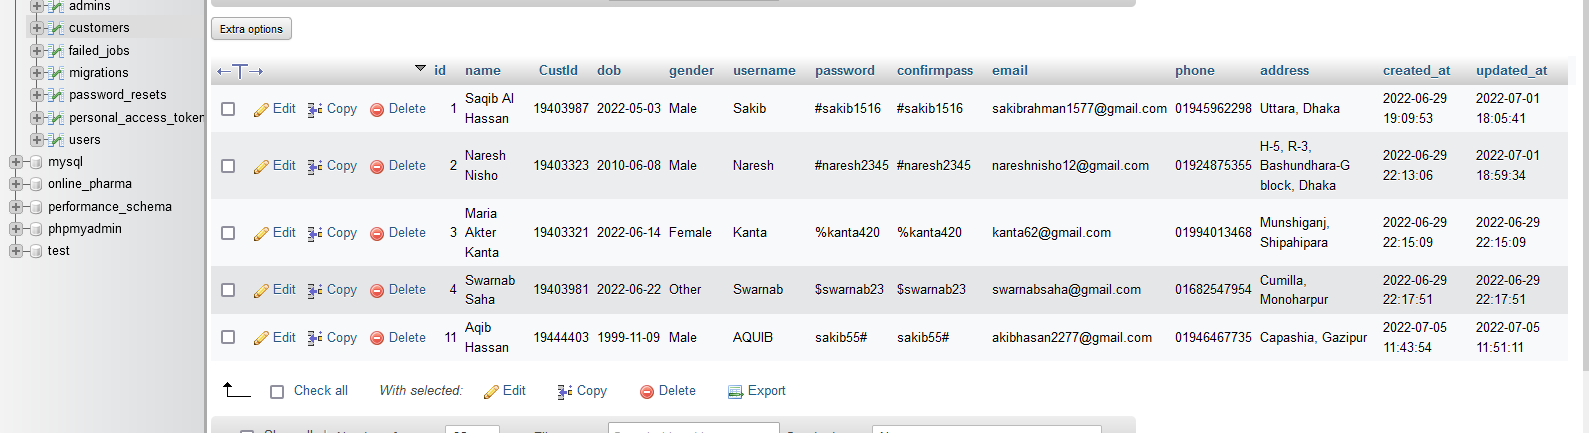 admins
customers
failed_jobs
migrations
password_resets
personal_access_token
users
mysql
online_pharma
performance_schema
phpmyadmin
test
Extra options
id name CustId dob gender username password confirmpass email phone address created_at updated_at
Edit Copy Delete 1 Saqib Al Hassan 19403987 2022-05-03 Male Sakib #sakib1516 #sakib1516 sakibrahman1577@gmail.com 01945962298 Uttara, Dhaka 2022-06-29 19:09:53 2022-07-01 18:05:41
Edit Copy Delete 2 Naresh Nisho 19403323 2010-06-08 Male Naresh #naresh2345 #naresh2345 nareshnisho12@gmail.com 01924875355 H-5, R-3, Bashundhara-G block, Dhaka 2022-06-29 22:13:06 2022-07-01 18:59:34
Edit Copy Delete 3 Maria Akter Kanta 19403321 2022-06-14 Female Kanta %kanta420 %kanta420 kanta62@gmail.com 01994013468 Munshiganj, Shipahipara 2022-06-29 22:15:09 2022-06-29 22:15:09
Edit Copy Delete 4 Swarnab Saha 19403981 2022-06-22 Other Swarnab $swarnab23 $swarnab23 swarnabsaha@gmail.com 01682547954 Cumilla, Monoharpur 2022-06-29 22:17:51 2022-06-29 22:17:51
Edit Copy Delete 11 Aqib Hassan 19444403 1999-11-09 Male AQUIB sakib55# sakib55# akibhasan2277@gmail.com 01946467735 Capashia, Gazipur 2022-07-05 11:43:54 2022-07-05 11:51:11
Check all With selected: Edit Copy Delete Export